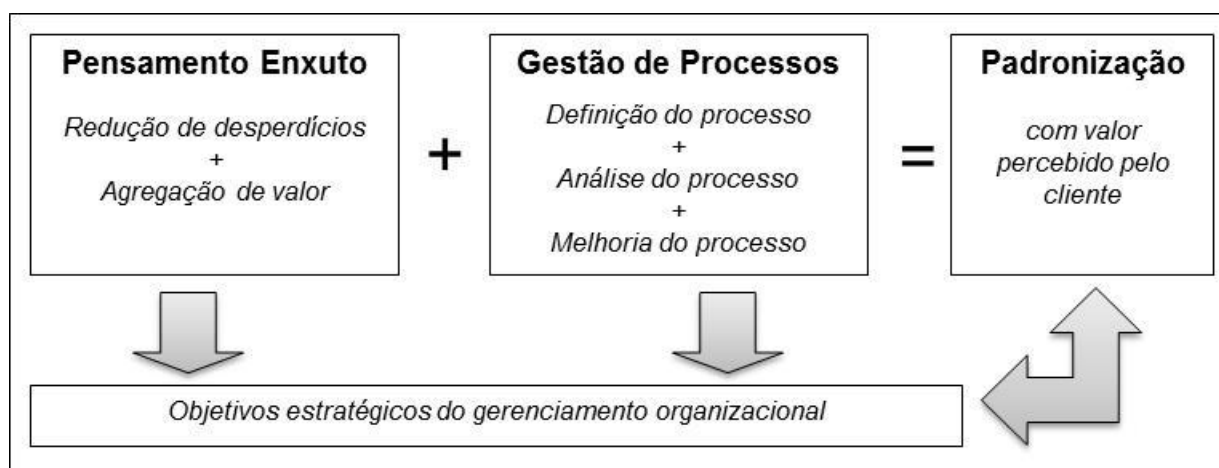 Pensamento Enxuto
Redução de desperdícios
+
Agregação de valor
+
Gestão de Processos
Definição do processo
+
Análise do processo
+
Melhoria do processo
=
Padronização
com valor
percebido pelo
cliente
Objetivos estratégicos do gerenciamento organizacional